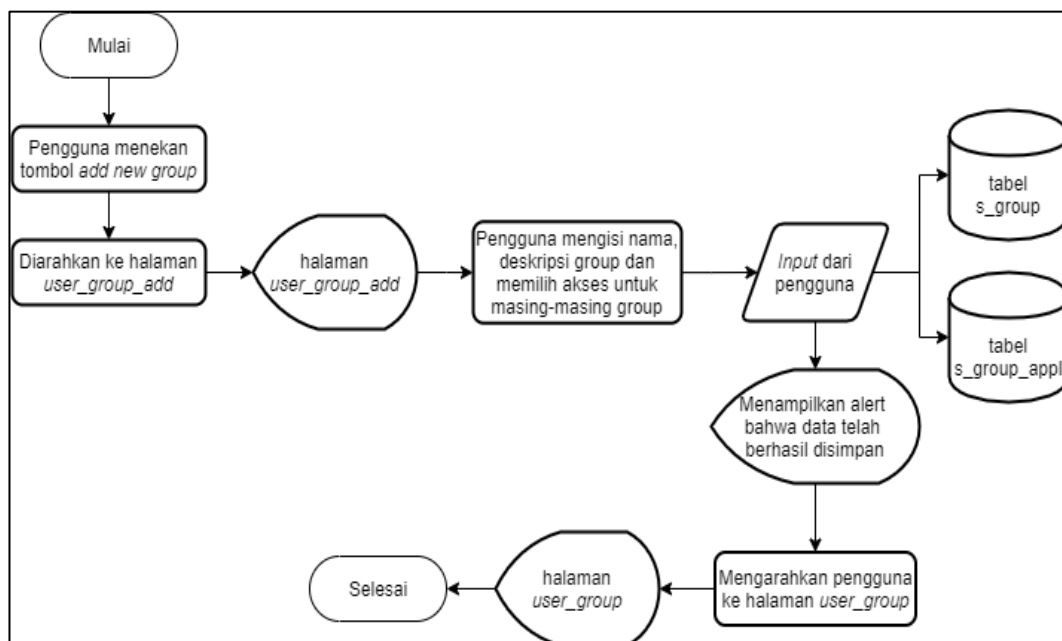 Mulai
Pengguna menekan
tombol add new group
Diarahkan ke halaman
user_group_add
halaman
user_group_add
Pengguna mengisi nama,
deskripsi group dan
memilih akses untuk
masing-masing group
Input dari
pengguna
tabel
s_group
tabel
s_group_appl
Menampilkan alert
bahwa data telah
berhasil disimpan
Mengarahkan pengguna
ke halaman user_group
halaman
user_group
Selesai